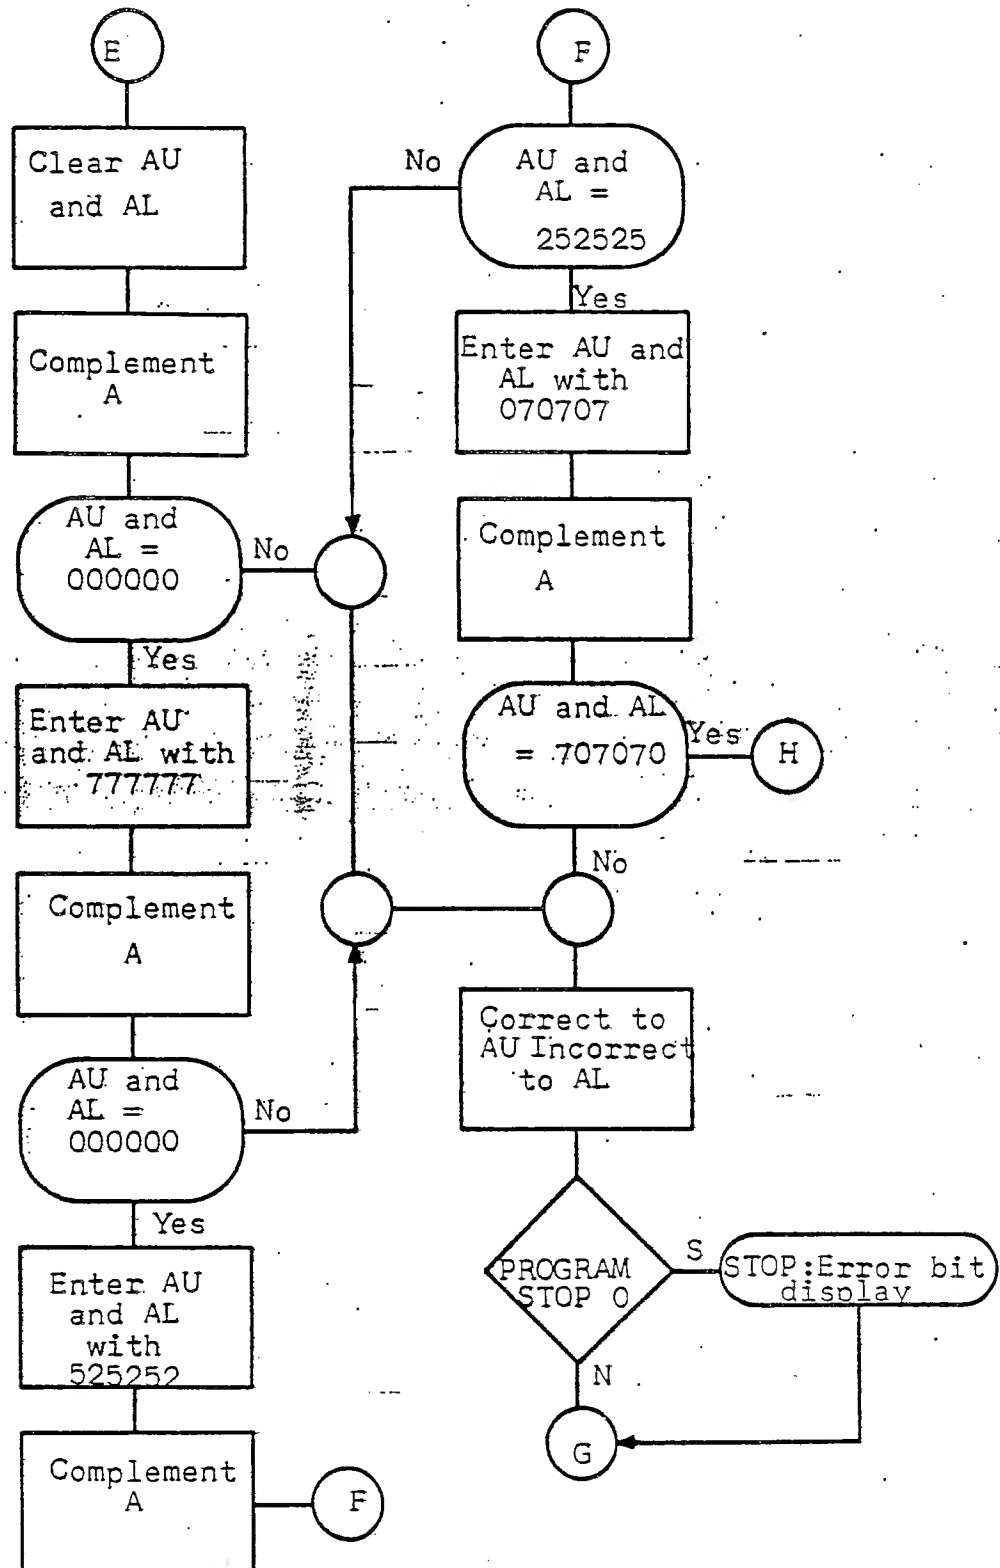 E
Clear AU
and AL
Complement
A
AU and
AL =
000000
No
Yes
Enter AU
and AL with
777777
Complement
A
AU and
AL =
000000
No
Yes
Enter AU
and AL
with
525252
Complement
A
F
F
No
AU and
AL =
252525
Yes
Enter AU and
AL with
070707
Complement
A
AU and AL
= 707070
Yes
H
No
Correct to
AU Incorrect
to AL
PROGRAM
STOP 0
S
STOP:Error bit
display
N
G